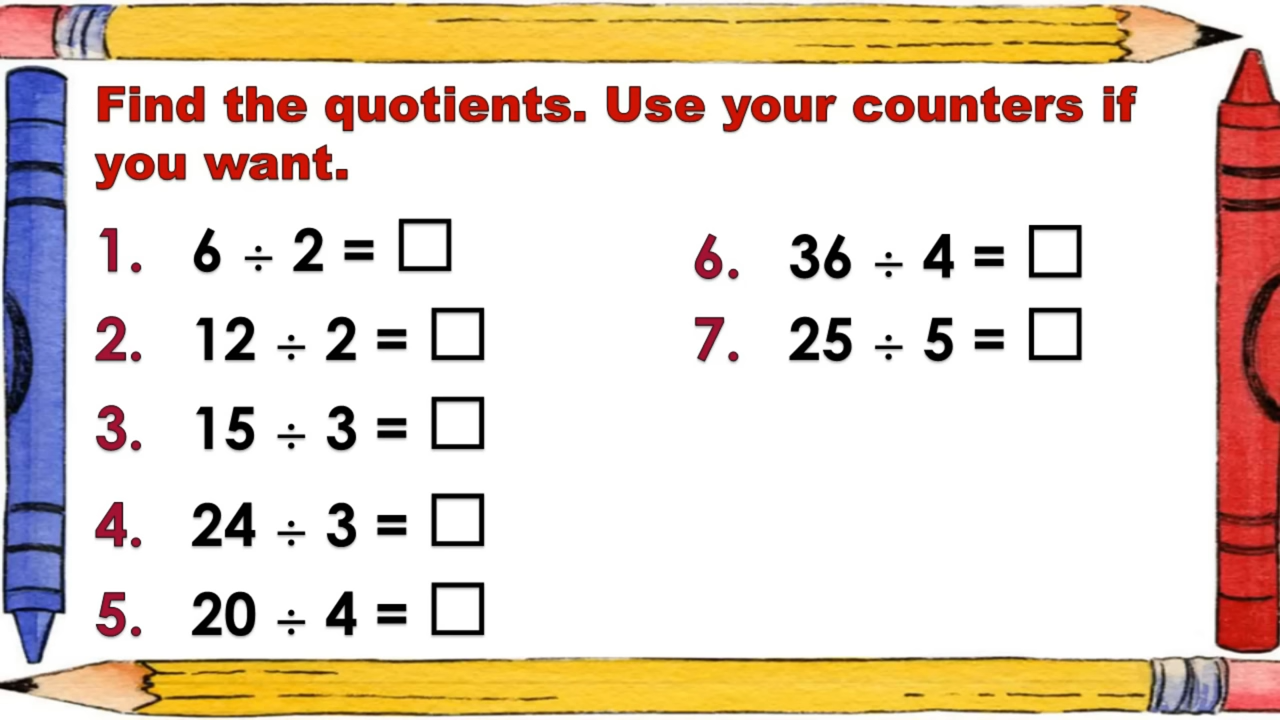 Find the quotients. Use your counters if
you want.
1. 6 ÷ 2 = □
2. 12 ÷ 2 = □
3. 15 ÷ 3 = □
4. 24 ÷ 3 = □
5. 20 ÷ 4 = □
6. 36 ÷ 4 = □
7. 25 ÷ 5 = □